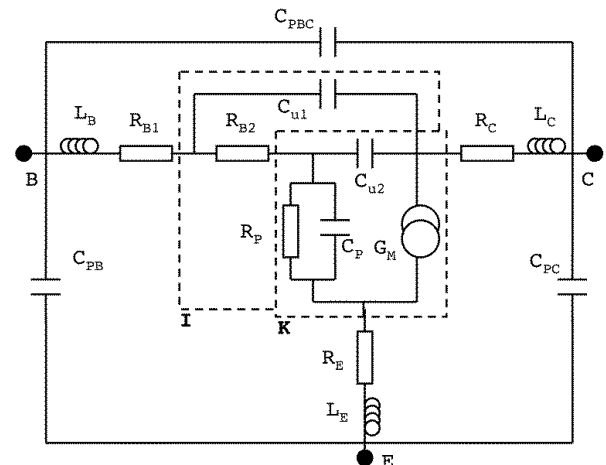 C_PBC
L_B
R_B1
R_B2
C_u1
R_C
L_C
B
C_u2
C
C_PB
R_P
C_P
G_M
C_PC
I
K
R_E
L_E
E